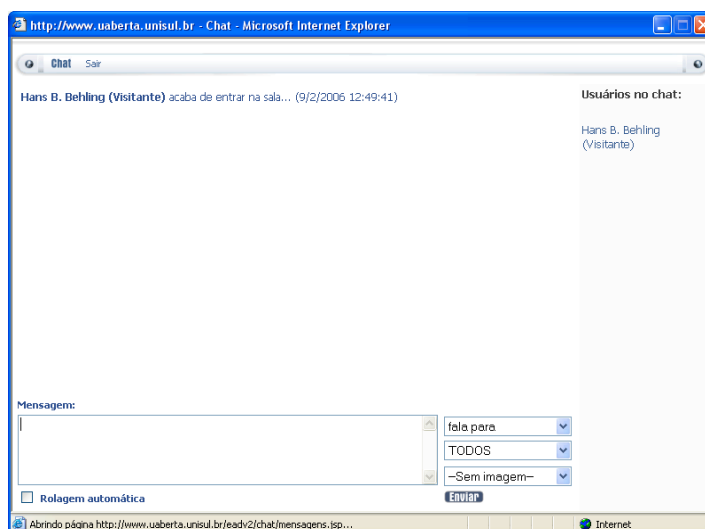 http://www.uaberta.unisul.br - Chat - Microsoft Internet Explorer
Chat Sair
Hans B. Behling (Visitante) acaba de entrar na sala... (9/2/2006 12:49:41)
Usuários no chat:
Hans B. Behling
(Visitante)
Mensagem:
fala para
TODOS
--Sem imagem--
Rolagem automática
Enviar
Abrindo página http://www.uaberta.unisul.br/eadv2/chat/mensagens.jsp...
Internet